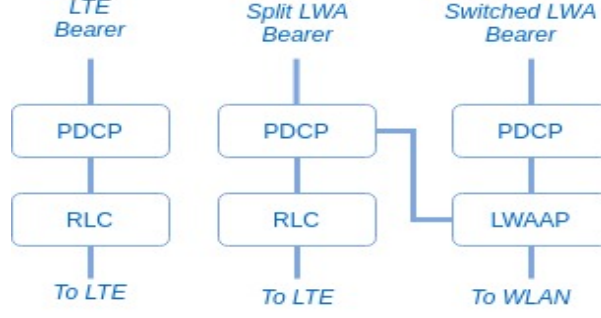 LTE
Bearer
Split LWA
Bearer
Switched LWA
Bearer
PDCP
PDCP
PDCP
RLC
RLC
LWAAP
To LTE
To LTE
To WLAN